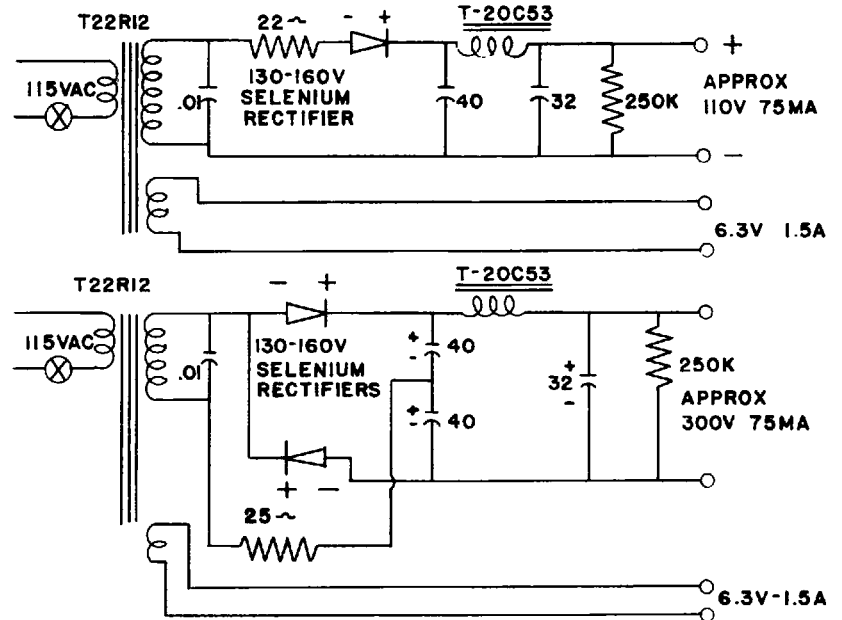 T22R12
22~
- +
T-20C53
+
115VAC
.01
130-160V
SELENIUM
RECTIFIER
40
32
250K
APPROX
110V 75MA
-
6.3V 1.5A
T22R12
- +
T-20C53
115VAC
.01
130-160V
SELENIUM
RECTIFIERS
+
-
40
+
-
40
+
32
-
250K
APPROX
300V 75MA
+ -
25~
6.3V-1.5A